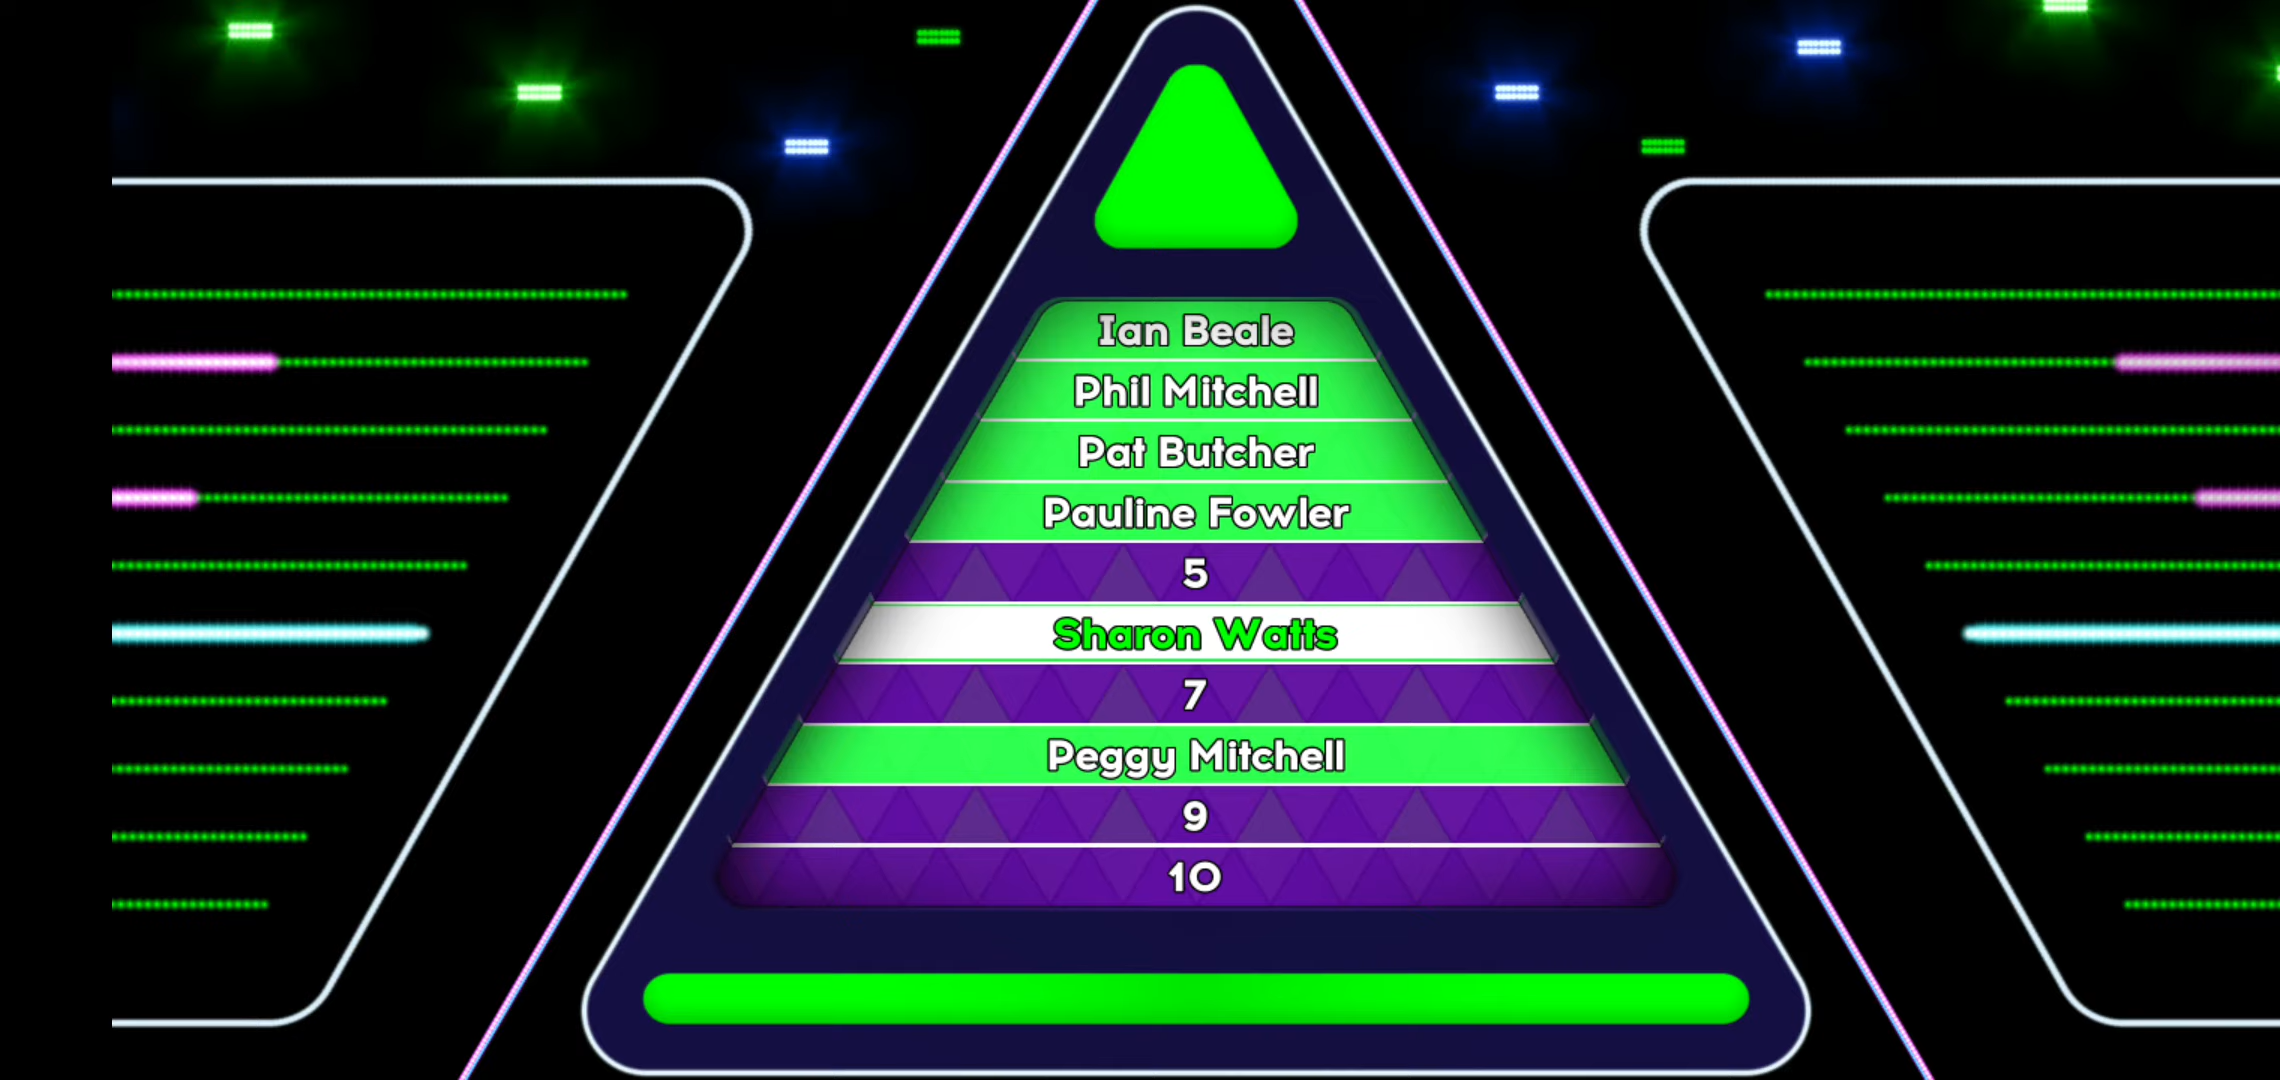 Ian Beale
Phil Mitchell
Pat Butcher
Pauline Fowler
5
Sharon Watts
7
Peggy Mitchell
9
10